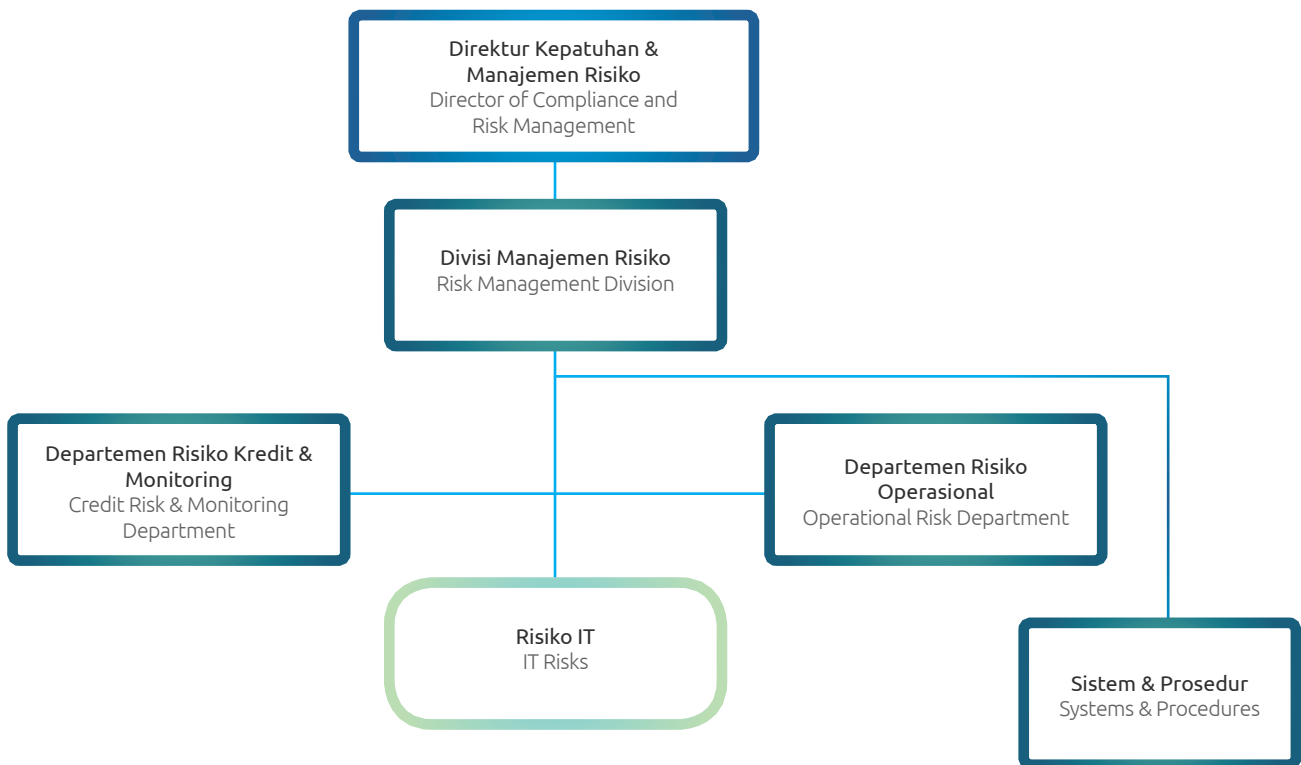 Direktur Kepatuhan &
Manajemen Risiko
Director of Compliance and
Risk Management
Divisi Manajemen Risiko
Risk Management Division
Departemen Risiko Kredit &
Monitoring
Credit Risk & Monitoring
Department
Departemen Risiko
Operasional
Operational Risk Department
Risiko IT
IT Risks
Sistem & Prosedur
Systems & Procedures